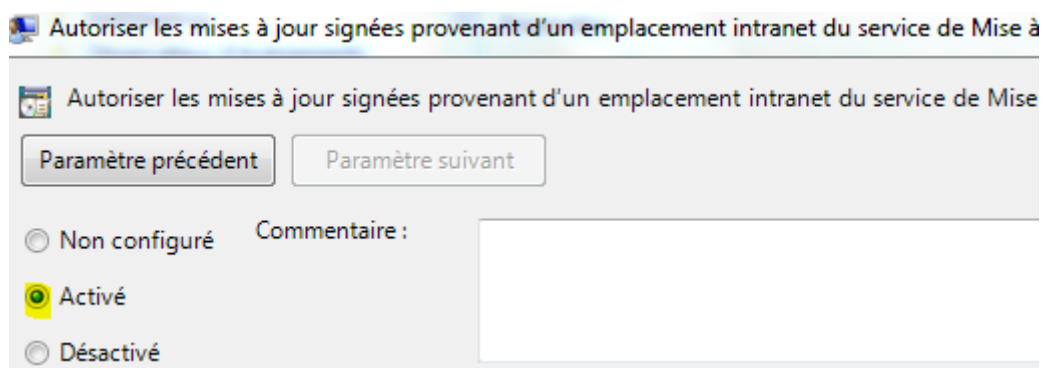 Autoriser les mises à jour signées provenant d'un emplacement intranet du service de Mise à
Autoriser les mises à jour signées provenant d'un emplacement intranet du service de Mise
Paramètre précédent Paramètre suivant
Non configuré Commentaire :
Activé
Désactivé